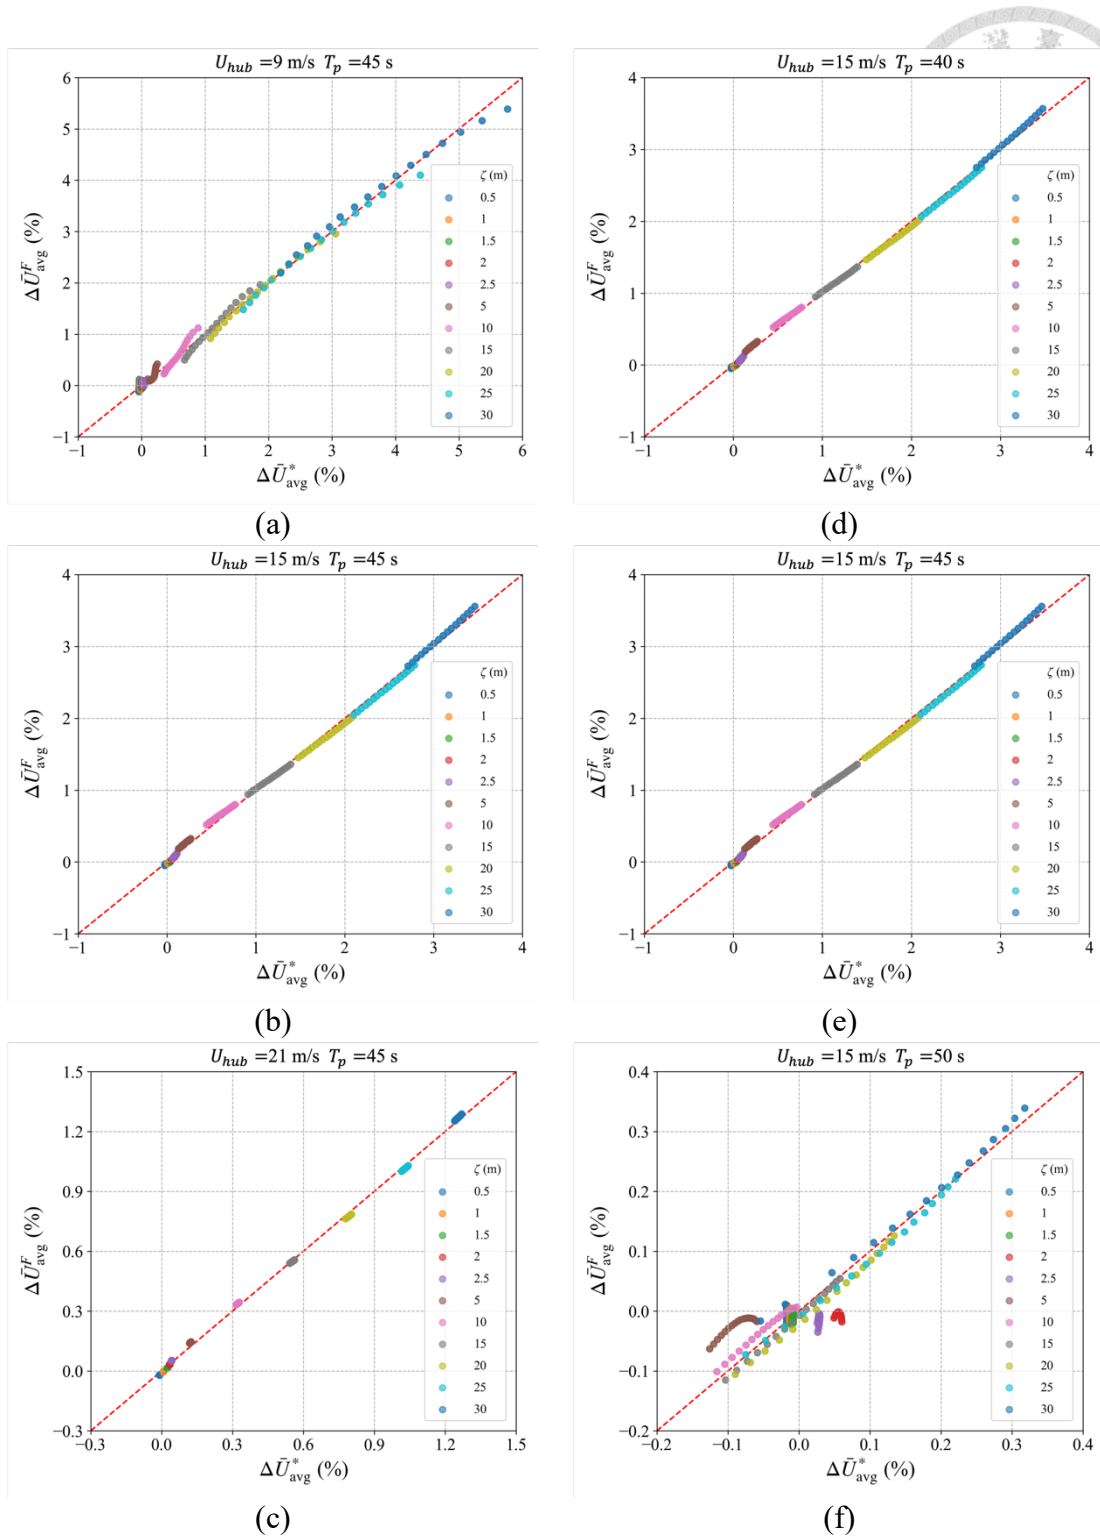 U_hub =9 m/s T_p =45 s
6
5
4
3
2
1
0
−1
−1 0 1 2 3 4 5 6
ΔŪ^F_avg (%)
ΔŪ*_avg (%)
ζ (m)
0.5
1
1.5
2
2.5
5
10
15
20
25
30
(a)
U_hub =15 m/s T_p =40 s
4
3
2
1
0
−1
−1 0 1 2 3 4
ΔŪ^F_avg (%)
ΔŪ*_avg (%)
ζ (m)
0.5
1
1.5
2
2.5
5
10
15
20
25
30
(d)
U_hub =15 m/s T_p =45 s
4
3
2
1
0
−1
−1 0 1 2 3 4
ΔŪ^F_avg (%)
ΔŪ*_avg (%)
ζ (m)
0.5
1
1.5
2
2.5
5
10
15
20
25
30
(b)
U_hub =15 m/s T_p =45 s
4
3
2
1
0
−1
−1 0 1 2 3 4
ΔŪ^F_avg (%)
ΔŪ*_avg (%)
ζ (m)
0.5
1
1.5
2
2.5
5
10
15
20
25
30
(e)
U_hub =21 m/s T_p =45 s
1.5
1.2
0.9
0.6
0.3
0.0
−0.3
−0.3 0.0 0.3 0.6 0.9 1.2 1.5
ΔŪ^F_avg (%)
ΔŪ*_avg (%)
ζ (m)
0.5
1
1.5
2
2.5
5
10
15
20
25
30
(c)
U_hub =15 m/s T_p =50 s
0.4
0.3
0.2
0.1
0.0
−0.1
−0.2
−0.2 −0.1 0.0 0.1 0.2 0.3 0.4
ΔŪ^F_avg (%)
ΔŪ*_avg (%)
ζ (m)
0.5
1
1.5
2
2.5
5
10
15
20
25
30
(f)